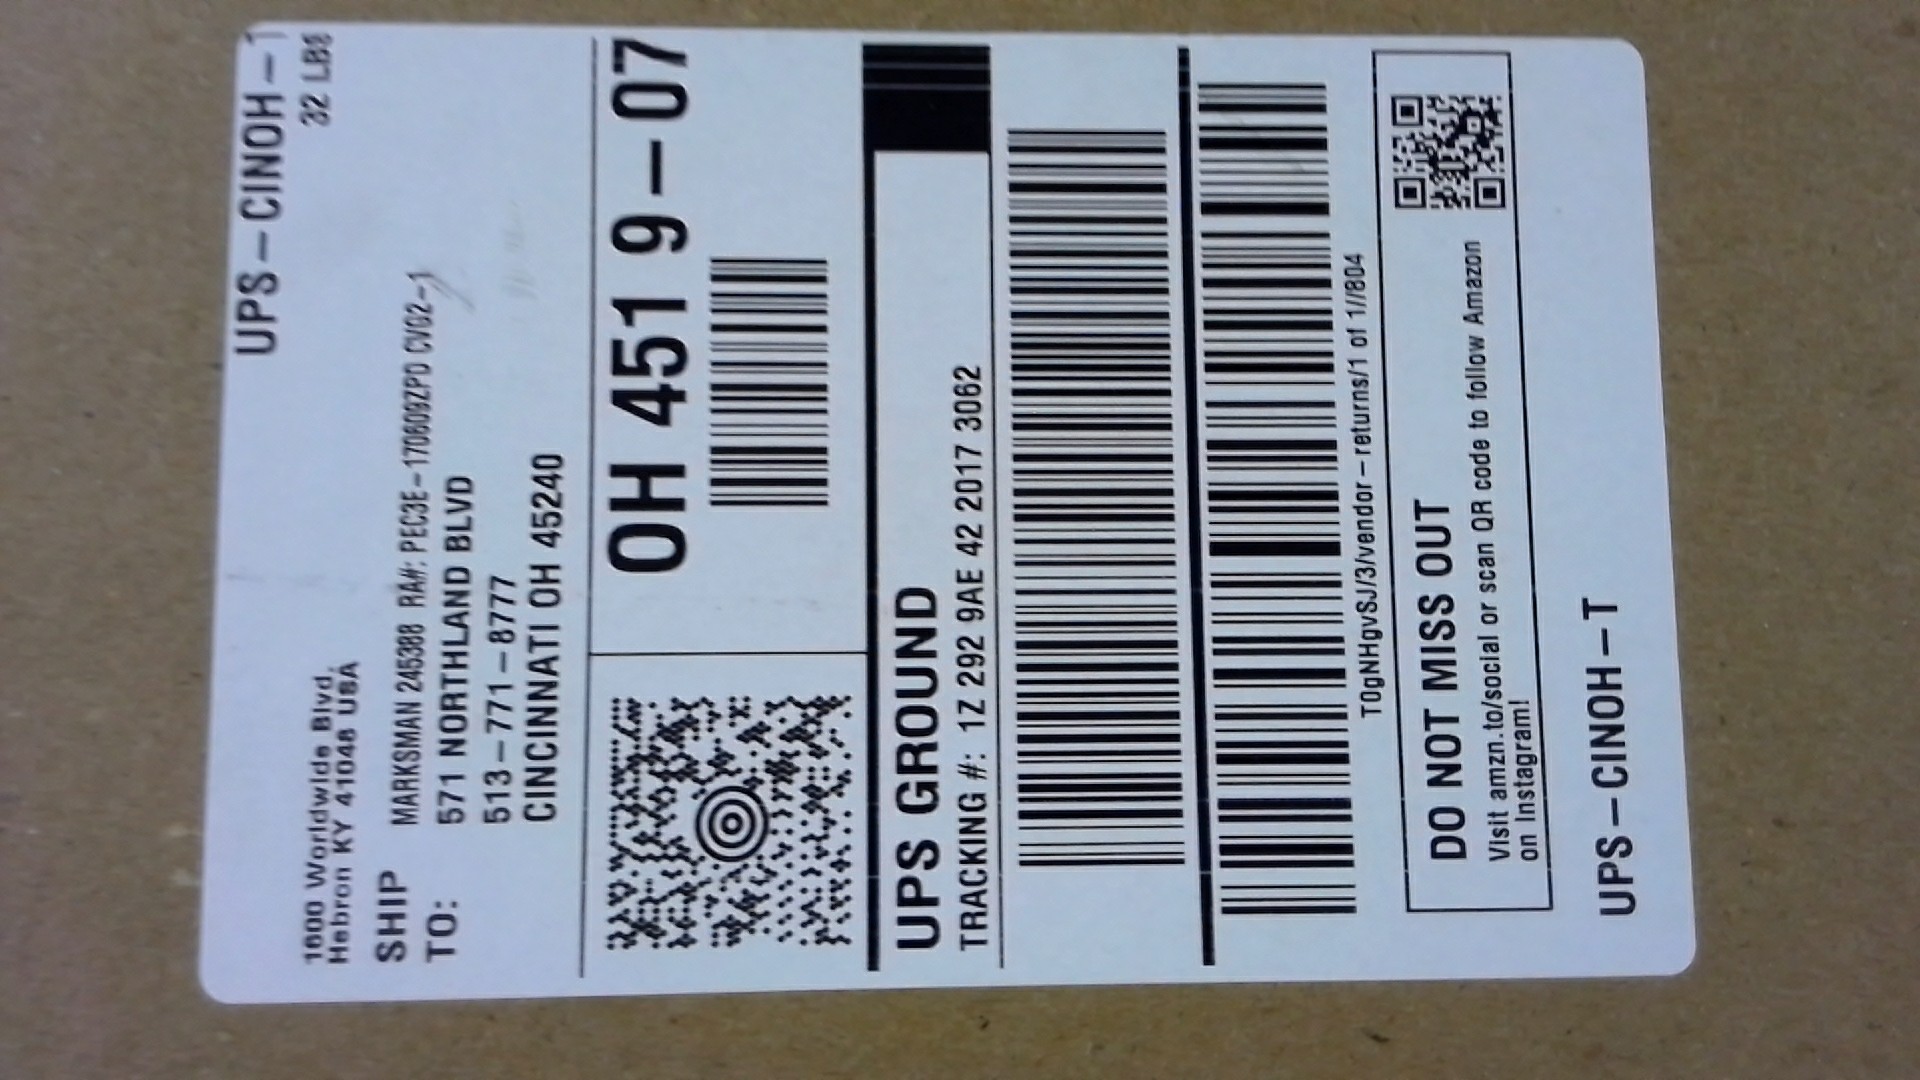 UPS-CINOH-T
32 LBS
1600 Worldwide Blvd.
Hebron KY 41048 USA
SHIP
TO:
MARKSMAN 245388 RA#: PEC3E-170609ZPD CVG2-1
571 NORTHLAND BLVD
513-771-8777
CINCINNATI OH 45240
OH 451 9-07
UPS GROUND
TRACKING #: 1Z 292 9AE 42 2017 3062
T0gNHgvSJ/3/vendor-returns/1 of 1//804
DO NOT MISS OUT
Visit amzn.to/social or scan QR code to follow Amazon
on Instagram!
UPS-CINOH-T